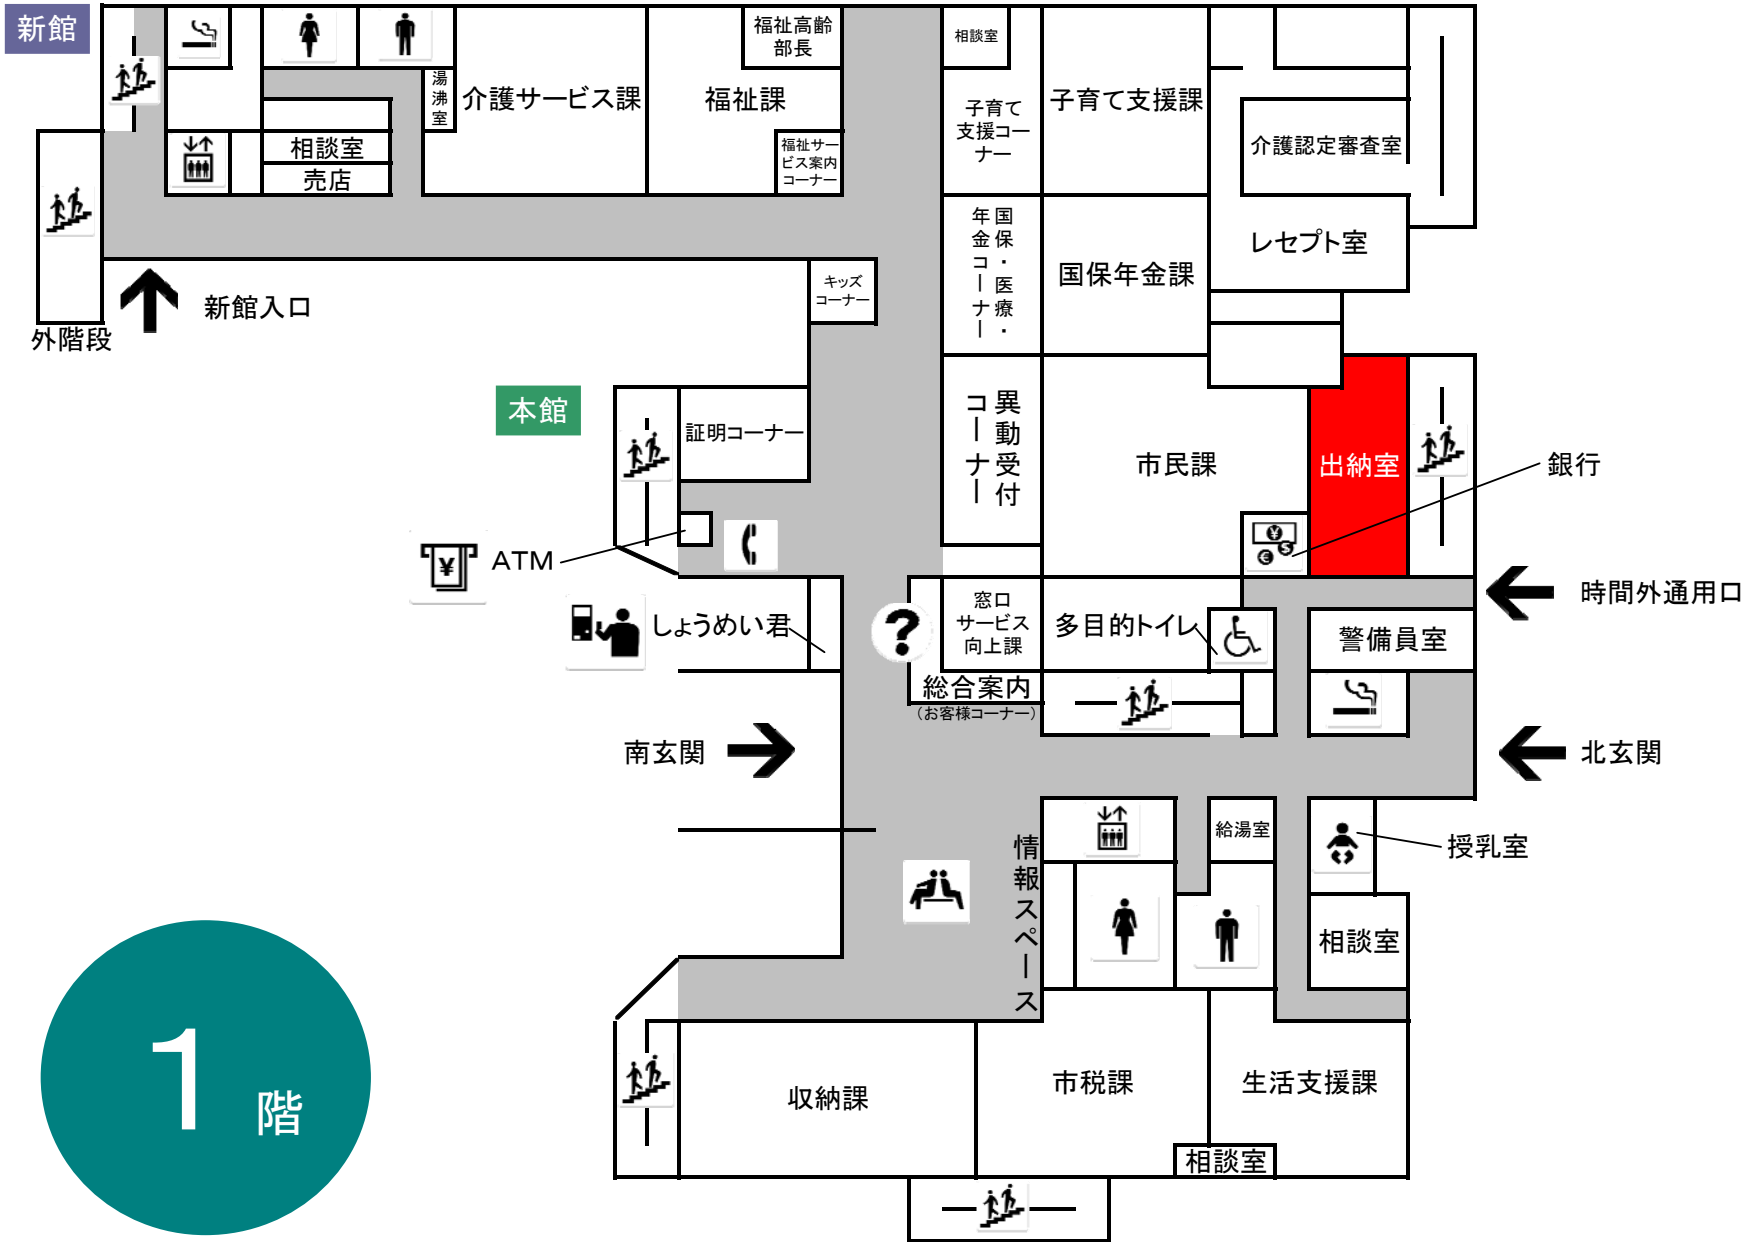 新館
福祉高齢
部長
相談室
湯
沸
室
介護サービス課
福祉課
子育て
支援コー
ナー
子育て支援課
介護認定審査室
相談室
売店
福祉サー
ビス案内
コーナー
国保・医療・
年金コーナー
国保年金課
レセプト室
キッズ
コーナー
新館入口
外階段
本館
証明コーナー
異動受付
コーナー
市民課
出納室
銀行
ATM
しょうめい君
窓口
サービス
向上課
多目的トイレ
時間外通用口
警備員室
総合案内
(お客様コーナー)
南玄関
北玄関
情報スペース
給湯室
授乳室
相談室
1階
収納課
市税課
生活支援課
相談室